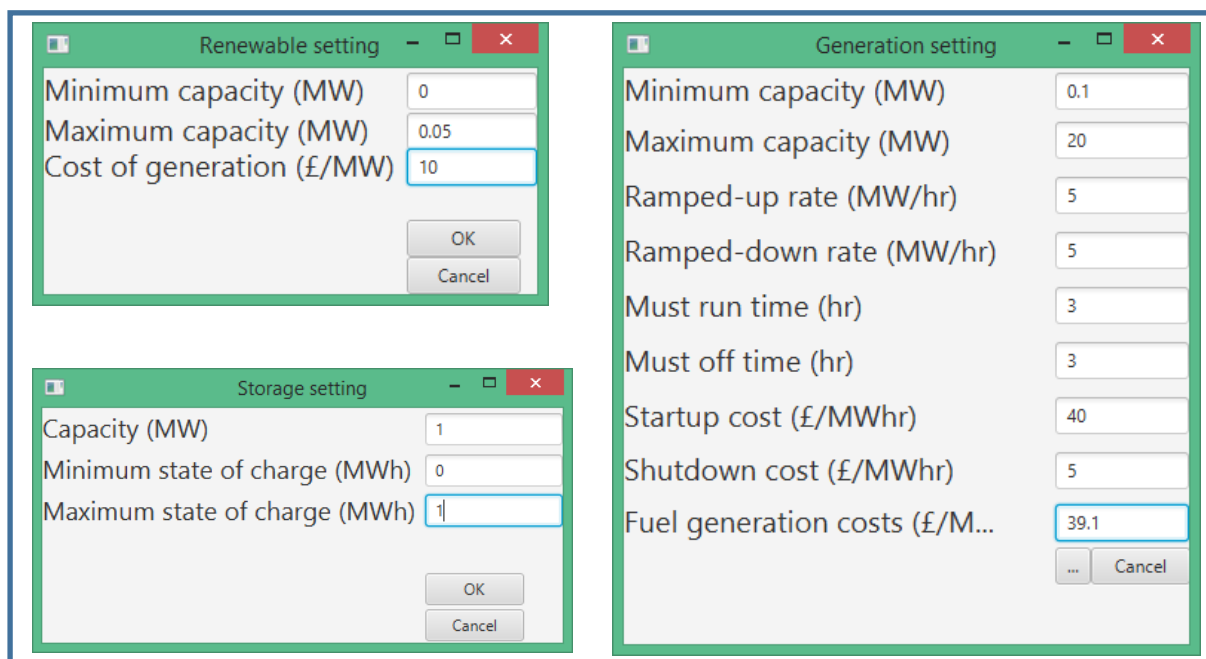 Renewable setting
Minimum capacity (MW) 0
Maximum capacity (MW) 0.05
Cost of generation (£/MW) 10
OK
Cancel
Storage setting
Capacity (MW) 1
Minimum state of charge (MWh) 0
Maximum state of charge (MWh) 1
OK
Cancel
Generation setting
Minimum capacity (MW) 0.1
Maximum capacity (MW) 20
Ramped-up rate (MW/hr) 5
Ramped-down rate (MW/hr) 5
Must run time (hr) 3
Must off time (hr) 3
Startup cost (£/MWhr) 40
Shutdown cost (£/MWhr) 5
Fuel generation costs (£/M... 39.1
... Cancel